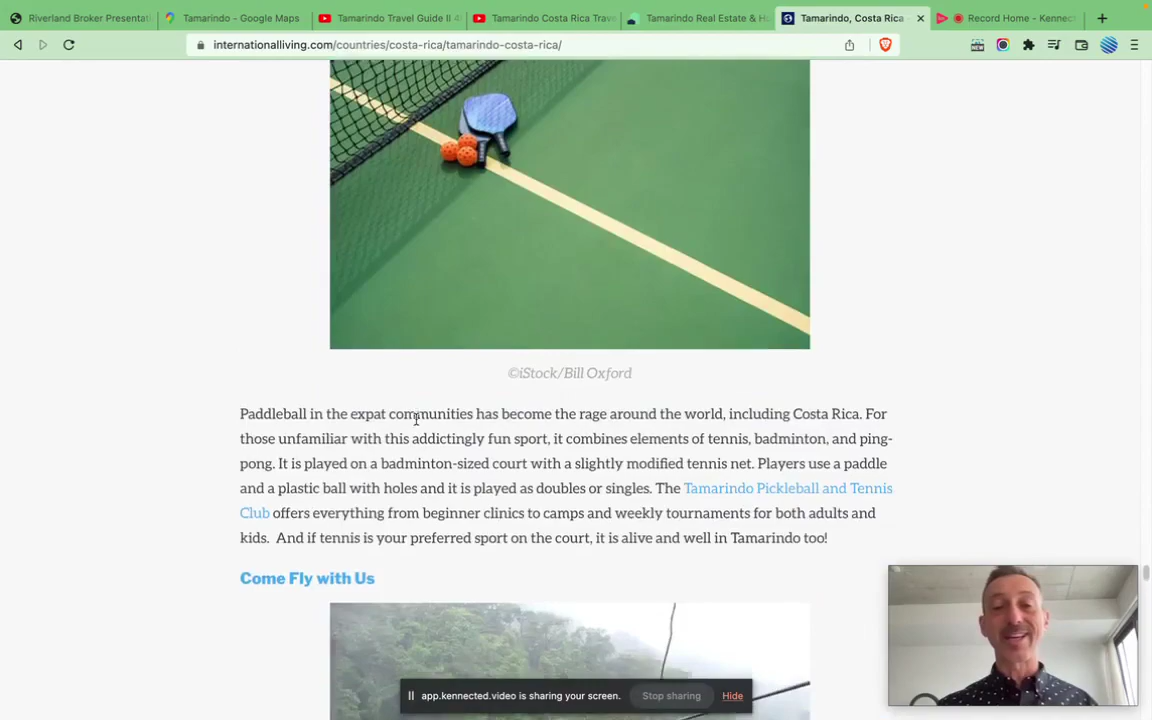 Riverland Broker Presentati
Tamarindo - Google Maps
Tamarindo Travel Guide II 4
Tamarindo Costa Rica Trave
Tamarindo Real Estate & H
Tamarindo, Costa Rica
Record Home - Kennect
internationalliving.com/countries/costa-rica/tamarindo-costa-rica/
©iStock/Bill Oxford
Paddleball in the expat communities has become the rage around the world, including Costa Rica. For
those unfamiliar with this addictingly fun sport, it combines elements of tennis, badminton, and ping-
pong. It is played on a badminton-sized court with a slightly modified tennis net. Players use a paddle
and a plastic ball with holes and it is played as doubles or singles. The Tamarindo Pickleball and Tennis
Club offers everything from beginner clinics to camps and weekly tournaments for both adults and
kids.  And if tennis is your preferred sport on the court, it is alive and well in Tamarindo too!
Come Fly with Us
app.kennected.video is sharing your screen.
Stop sharing
Hide